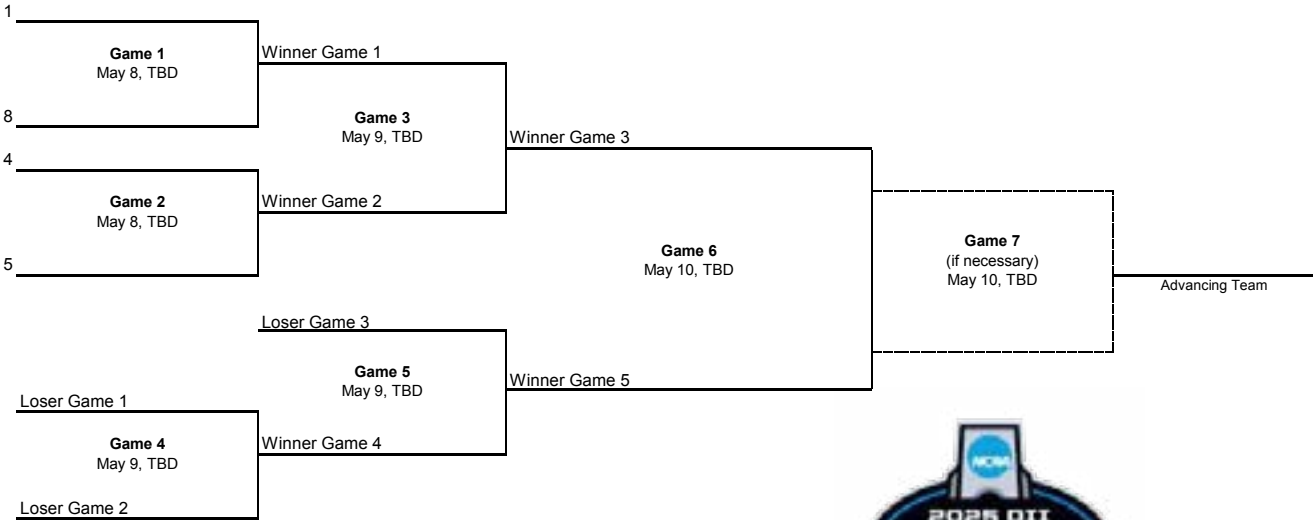 1
Game 1
May 8, TBD
Winner Game 1
8
Game 3
May 9, TBD
Winner Game 3
4
Game 2
May 8, TBD
Winner Game 2
5
Game 6
May 10, TBD
Game 7
(if necessary)
May 10, TBD
Advancing Team
Loser Game 3
Game 5
May 9, TBD
Winner Game 5
Loser Game 1
Game 4
May 9, TBD
Winner Game 4
Loser Game 2
NCAA
2025 DII